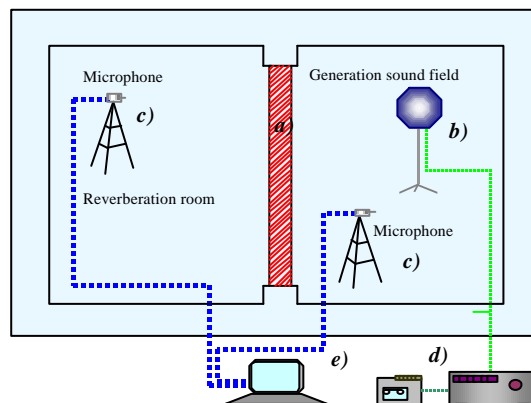 Microphone
Generation sound field
c)
a)
b)
Reverberation room
Microphone
c)
e)
d)